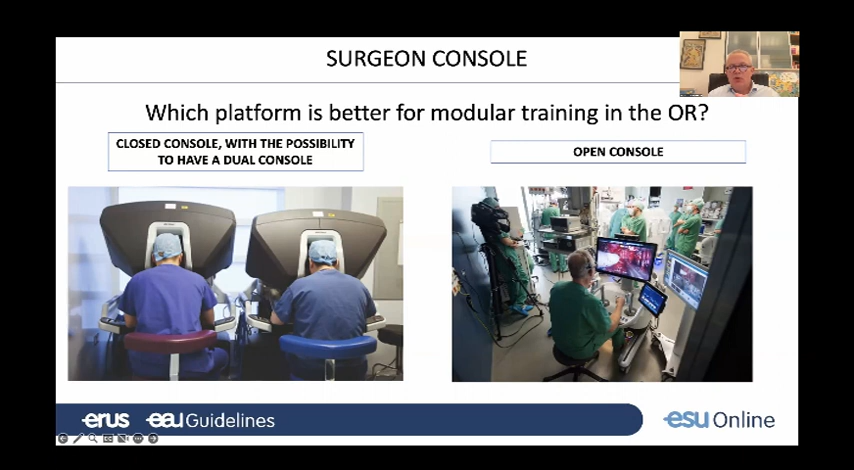 SURGEON CONSOLE
Which platform is better for modular training in the OR?
CLOSED CONSOLE, WITH THE POSSIBILITY
TO HAVE A DUAL CONSOLE
OPEN CONSOLE
erus eau Guidelines
esu Online